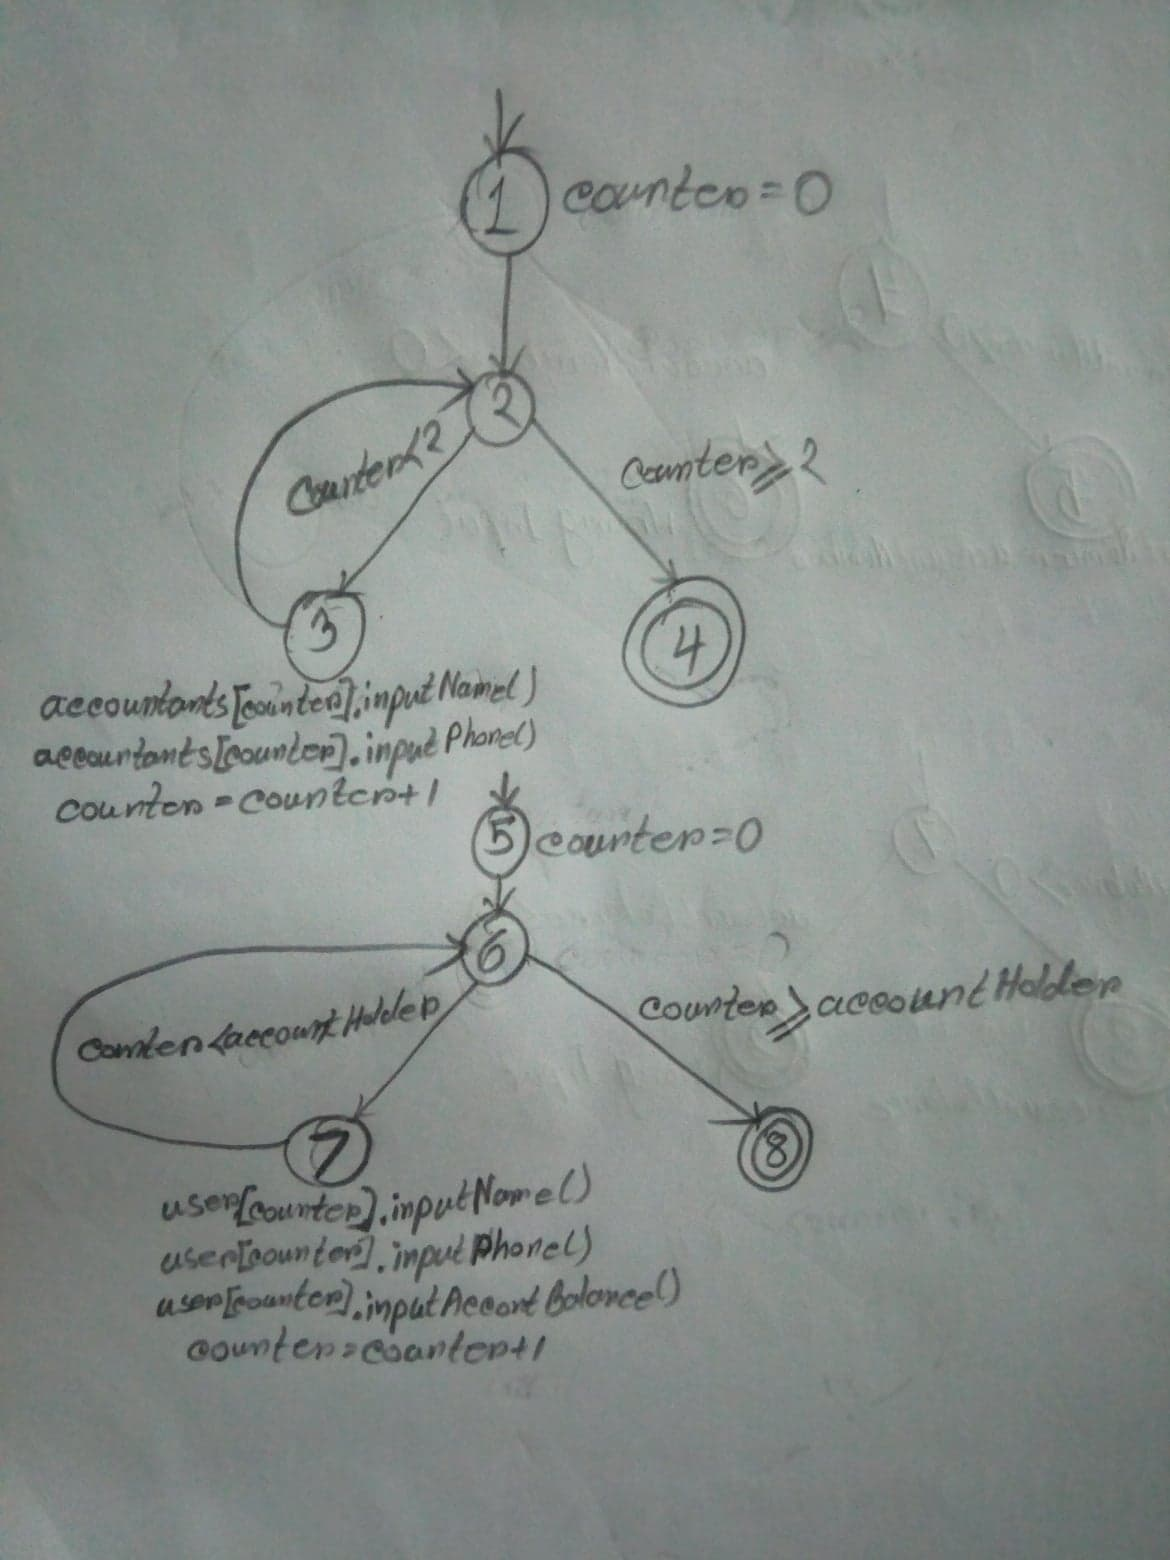 1 counter=0
2
Counter<2
Counter⩾2
3
4
accountants[counter].inputName()
accountants[counter].inputPhone()
counter=counter+1
5 counter=0
6
counter<accountHolder
counter⩾accountHolder
7
8
user[counter].inputName()
user[counter].inputPhone()
user[counter].inputAccontBalance()
counter=counter+1